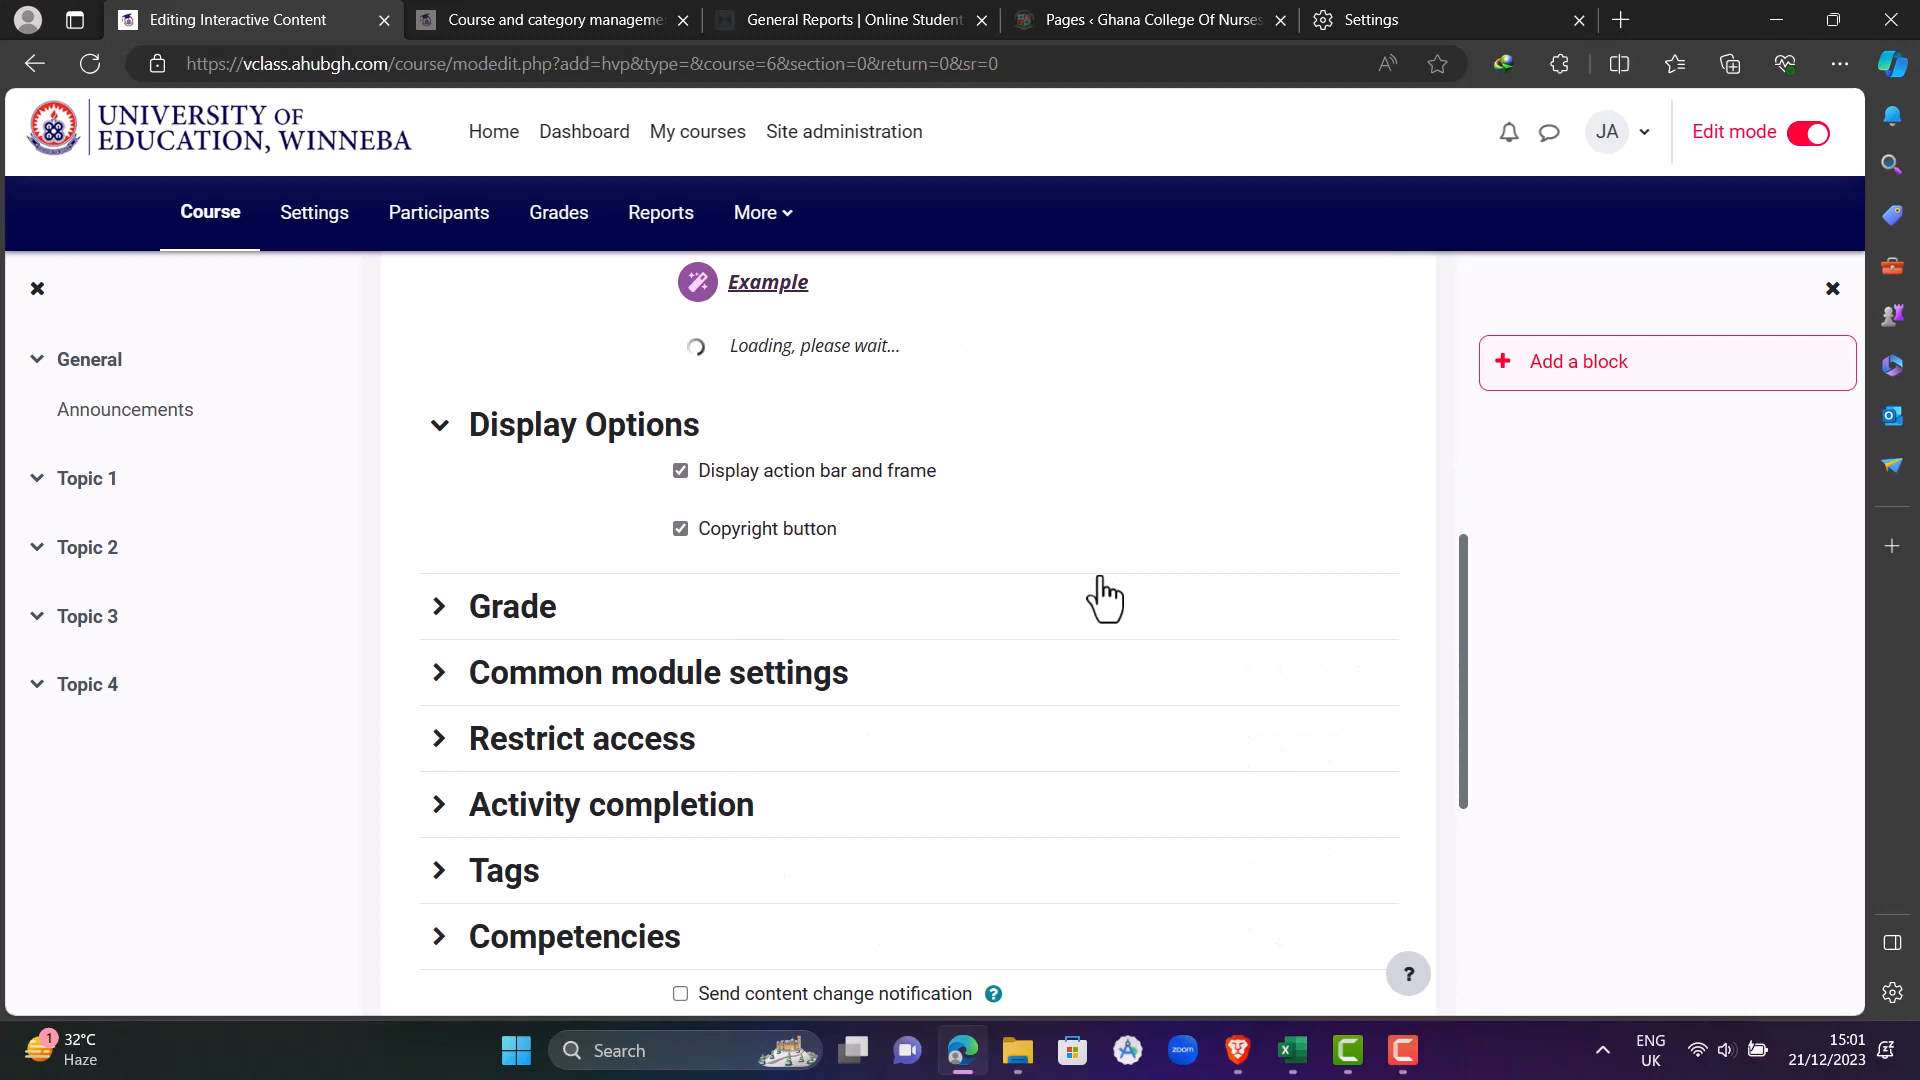 Editing Interactive Content
Course and category manageme
General Reports | Online Student
Pages ‹ Ghana College Of Nurses
Settings
https://vclass.ahubgh.com/course/modedit.php?add=hvp&type=&course=6&section=0&return=0&sr=0
UNIVERSITY OF
EDUCATION, WINNEBA
Home
Dashboard
My courses
Site administration
JA
Edit mode
Course
Settings
Participants
Grades
Reports
More
General
Announcements
Topic 1
Topic 2
Topic 3
Topic 4
Example
Loading, please wait...
Display Options
Display action bar and frame
Copyright button
Grade
Common module settings
Restrict access
Activity completion
Tags
Competencies
Send content change notification
?
?
Add a block
1
32°C
Haze
Search
zoom
ENG
UK
15:01
21/12/2023